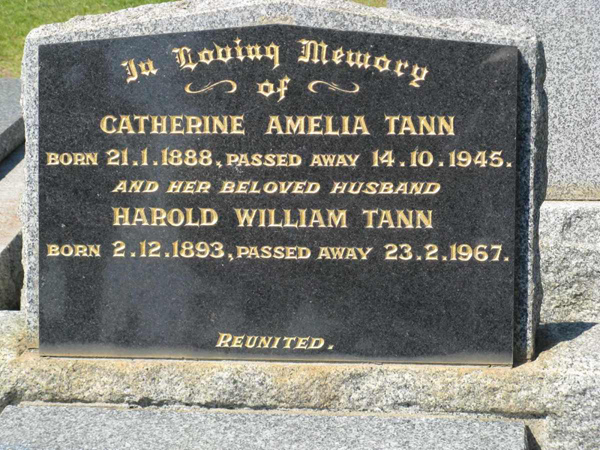 In Loving Memory
of
CATHERINE AMELIA TANN
BORN 21.1.1888, PASSED AWAY 14.10.1945.
AND HER BELOVED HUSBAND
HAROLD WILLIAM TANN
BORN 2.12.1893, PASSED AWAY 23.2.1967.
REUNITED.